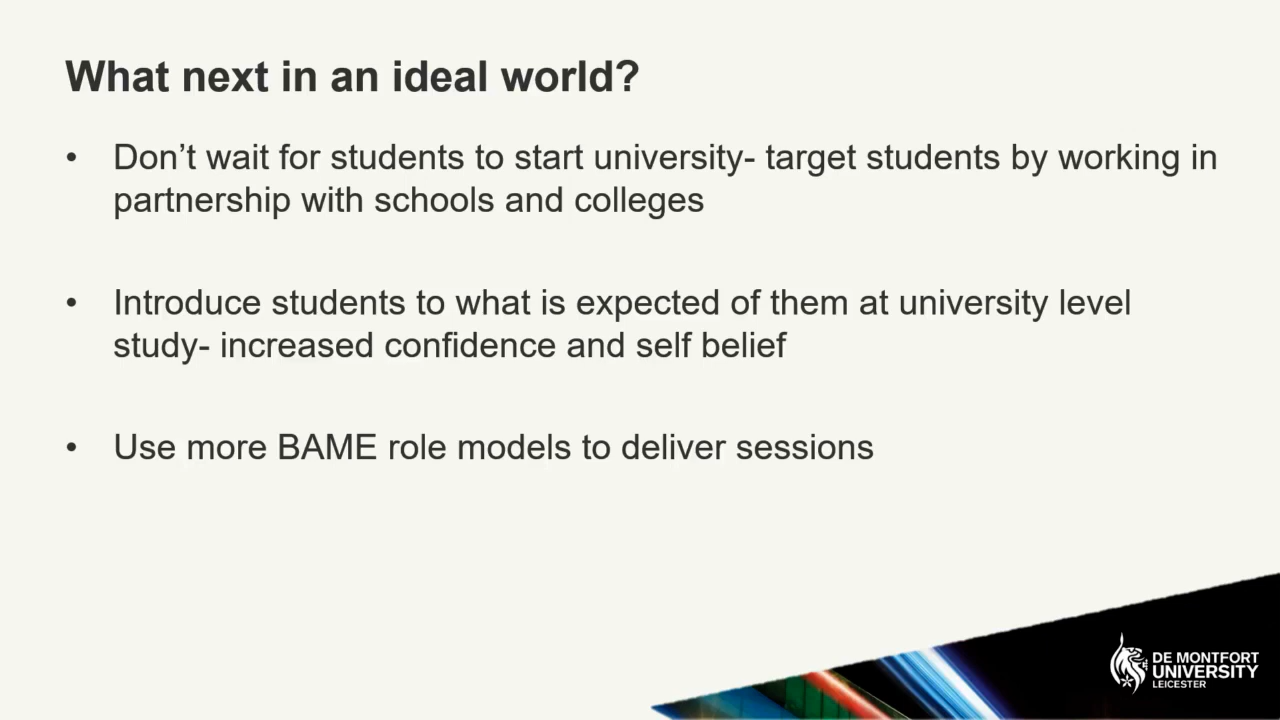 What next in an ideal world?
• Don’t wait for students to start university- target students by working in
partnership with schools and colleges
• Introduce students to what is expected of them at university level
study- increased confidence and self belief
• Use more BAME role models to deliver sessions
DE MONTFORT
UNIVERSITY
LEICESTER